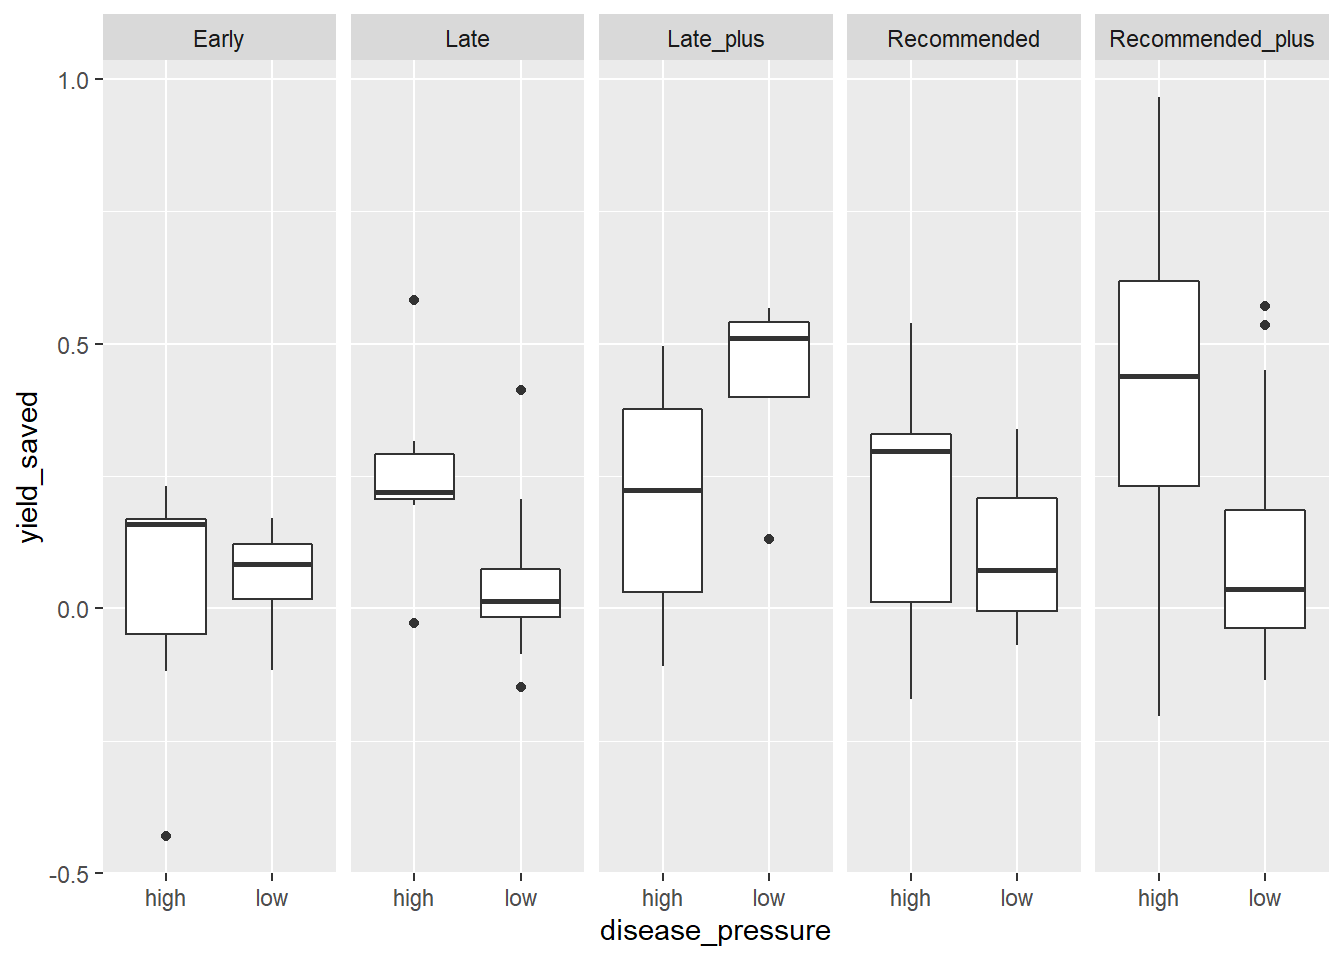 Early Late Late_plus Recommended Recommended_plus
1.0
0.5
0.0
-0.5
yield_saved
high low high low high low high low high low
disease_pressure